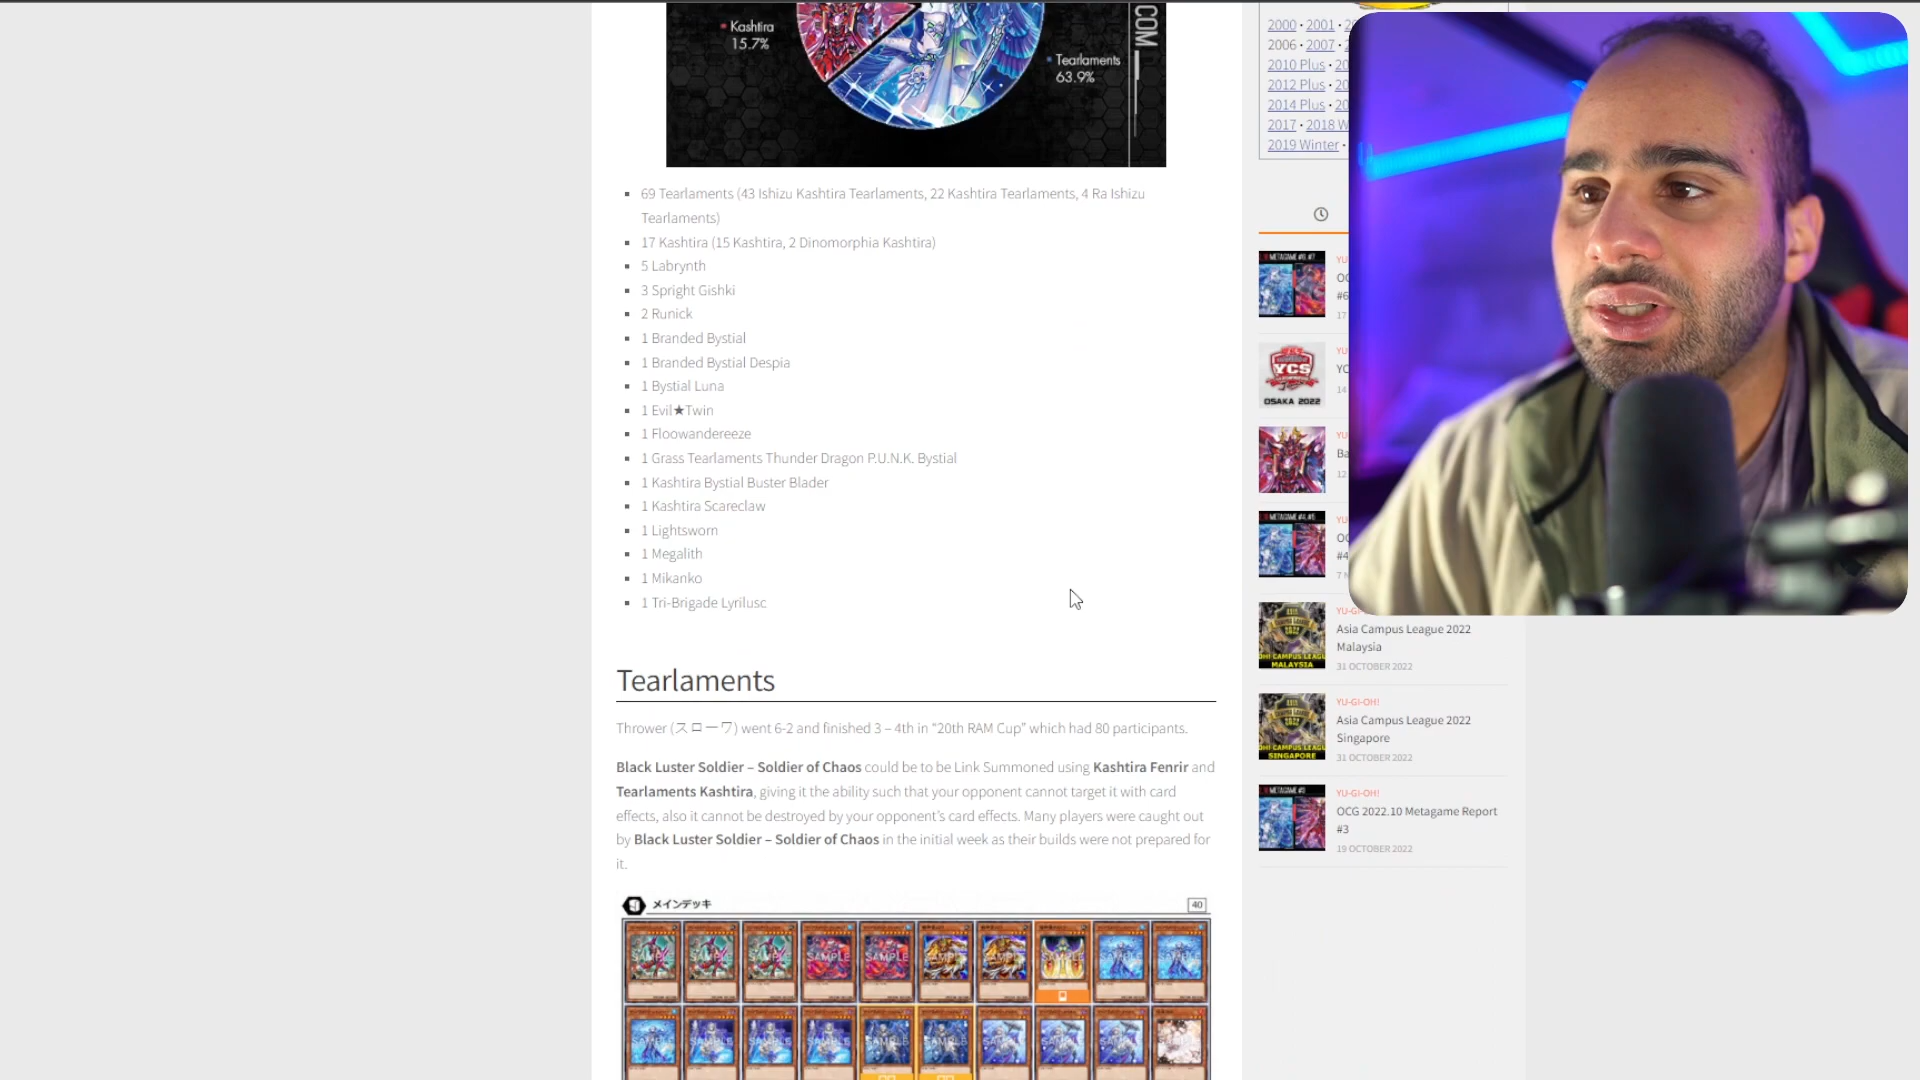 Kashtira
15.7%
Tearlaments
63.9%
COM
69 Tearlaments (43 Ishizu Kashtira Tearlaments, 22 Kashtira Tearlaments, 4 Ra Ishizu
Tearlaments)
17 Kashtira (15 Kashtira, 2 Dinomorphia Kashtira)
5 Labrynth
3 Spright Gishki
2 Runick
1 Branded Bystial
1 Branded Bystial Despia
1 Bystial Luna
1 Evil★Twin
1 Floowandereeze
1 Grass Tearlaments Thunder Dragon P.U.N.K. Bystial
1 Kashtira Bystial Buster Blader
1 Kashtira Scareclaw
1 Lightsworn
1 Megalith
1 Mikanko
1 Tri-Brigade Lyrilusc
Tearlaments
Thrower (スローワ) went 6-2 and finished 3 – 4th in “20th RAM Cup” which had 80 participants.
Black Luster Soldier – Soldier of Chaos could be to be Link Summoned using Kashtira Fenrir and
Tearlaments Kashtira, giving it the ability such that your opponent cannot target it with card
effects, also it cannot be destroyed by your opponent’s card effects. Many players were caught out
by Black Luster Soldier – Soldier of Chaos in the initial week as their builds were not prepared for
it.
メインデッキ
40
2000 • 2001 •
2006 • 2007 •
2010 Plus •
2012 Plus •
2014 Plus •
2017 • 2018 W
2019 Winter •
YCS
OSAKA 2022
Asia Campus League 2022
Malaysia
31 OCTOBER 2022
MALAYSIA
YU-GI-OH!
Asia Campus League 2022
Singapore
31 OCTOBER 2022
SINGAPORE
YU-GI-OH!
OCG 2022.10 Metagame Report
#3
19 OCTOBER 2022